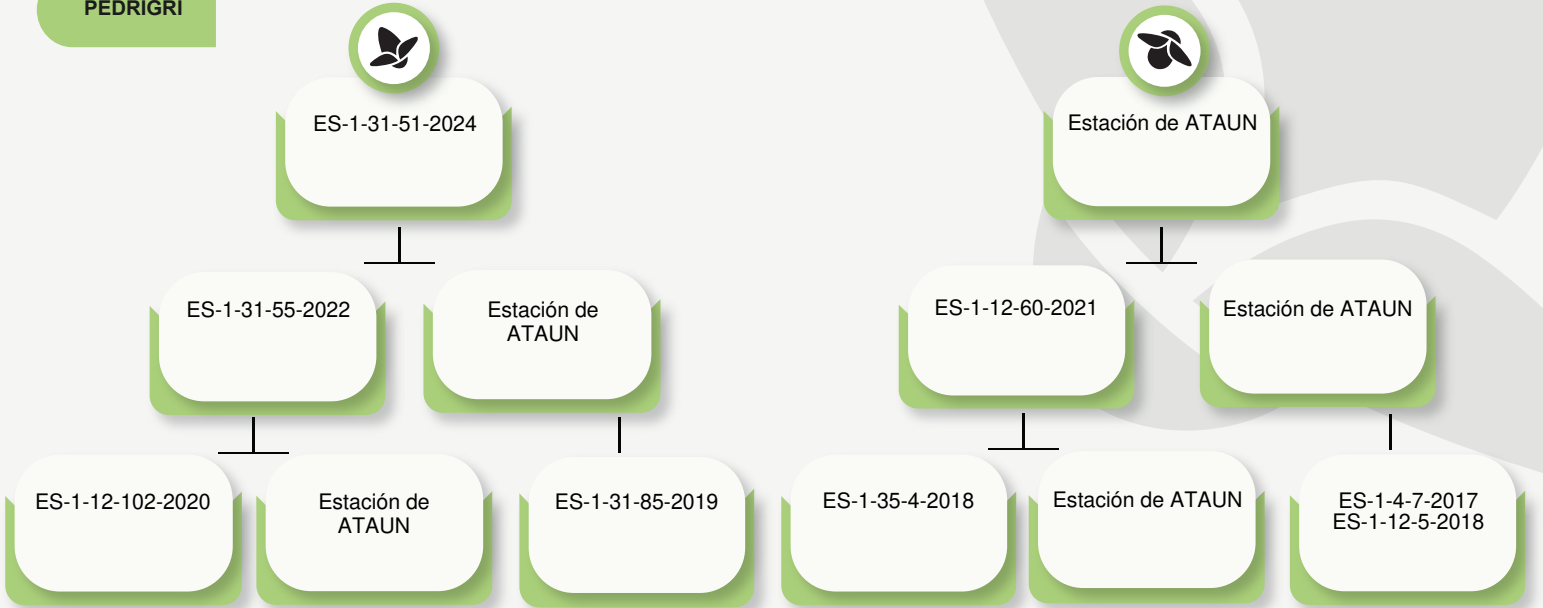 PEDRIGRI
ES-1-31-51-2024
Estación de ATAUN
ES-1-31-55-2022
Estación de
ATAUN
ES-1-12-60-2021
Estación de ATAUN
ES-1-12-102-2020
Estación de
ATAUN
ES-1-31-85-2019
ES-1-35-4-2018
Estación de ATAUN
ES-1-4-7-2017
ES-1-12-5-2018